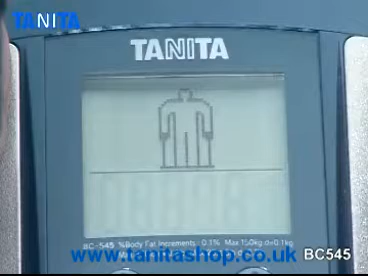 TANITA
TANITA
BC-545 %Body Fat Increments : 0.1% Max 150kg d=0.1kg
www.tanitashop.co.uk BC545